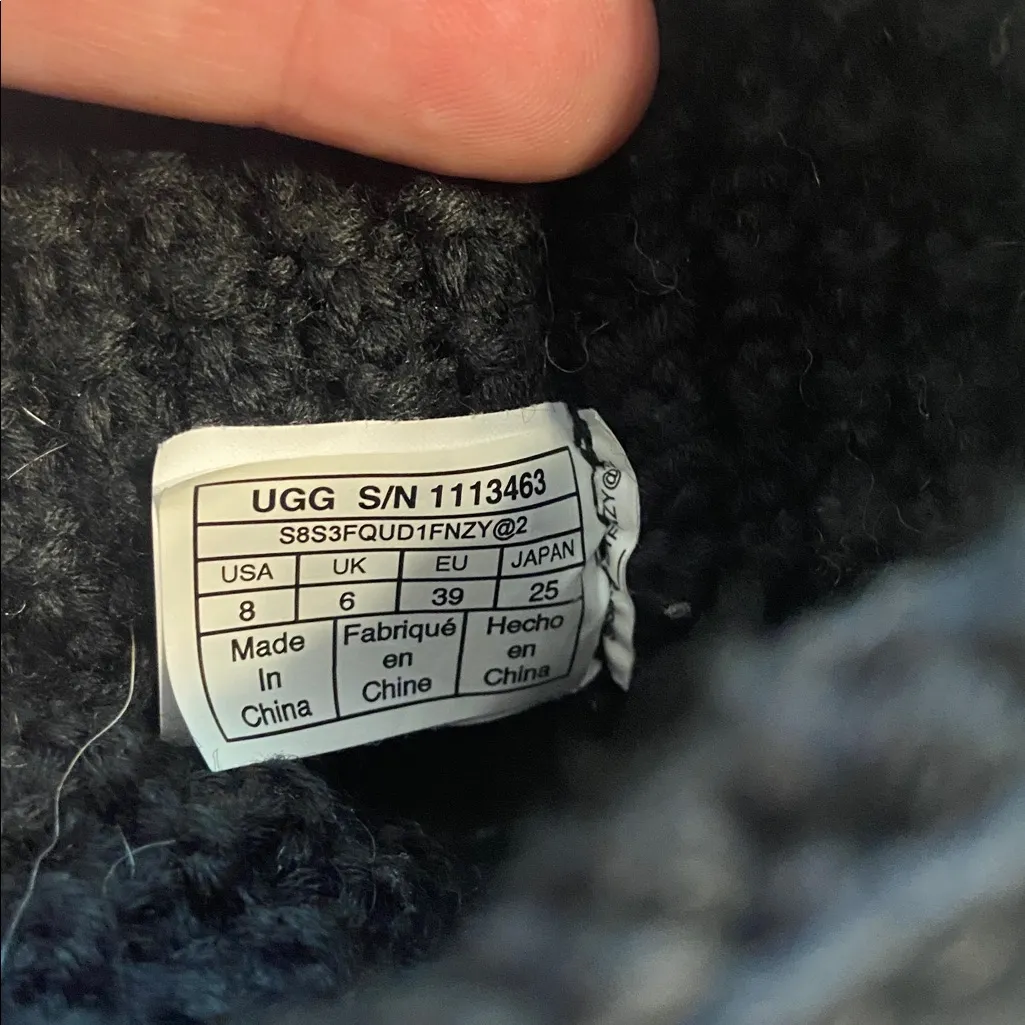 UGG S/N 1113463
S8S3FQUD1FNZY@2
USA UK EU JAPAN
8 6 39 25
Made Fabriqué Hecho
In en en
China Chine China